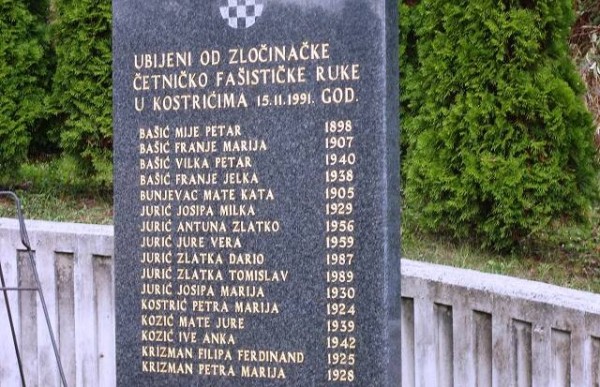 UBIJENI OD ZLOČINAČKE
ČETNIČKO FAŠISTIČKE RUKE
U KOSTRIĆIMA 15.11.1991. GOD.
BAŠIĆ MIJE PETAR 1898
BAŠIĆ FRANJE MARIJA 1907
BAŠIĆ VILKA PETAR 1940
BAŠIĆ FRANJE JELKA 1938
BUNJEVAC MATE KATA 1905
JURIĆ JOSIPA MILKA 1929
JURIĆ ANTUNA ZLATKO 1956
JURIĆ JURE VERA 1959
JURIĆ ZLATKA DARIO 1987
JURIĆ ZLATKA TOMISLAV 1989
JURIĆ JOSIPA MARIJA 1930
KOSTRIĆ PETRA MARIJA 1924
KOZIĆ MATE JURE 1939
KOZIĆ IVE ANKA 1942
KRIZMAN FILIPA FERDINAND 1925
KRIZMAN PETRA MARIJA 1928